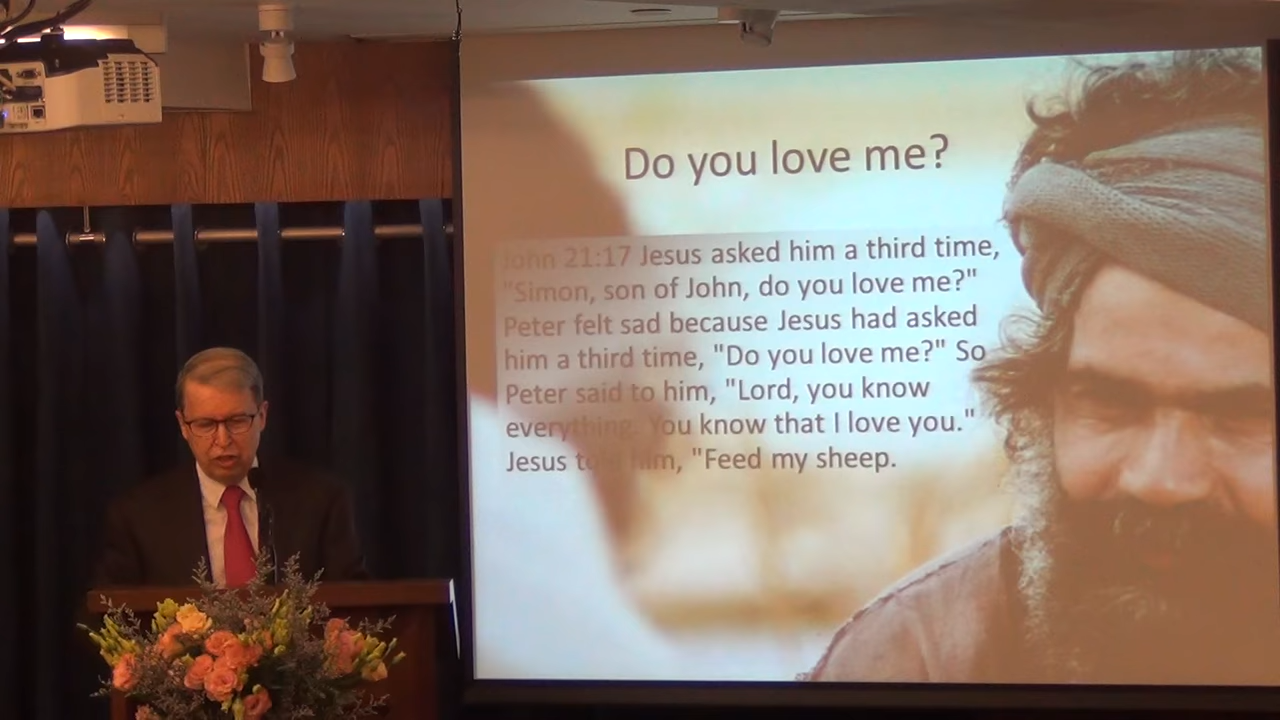 Do you love me?
John 21:17 Jesus asked him a third time,
"Simon, son of John, do you love me?"
Peter felt sad because Jesus had asked
him a third time, "Do you love me?" So
Peter said to him, "Lord, you know
everything. You know that I love you."
Jesus told him, "Feed my sheep.